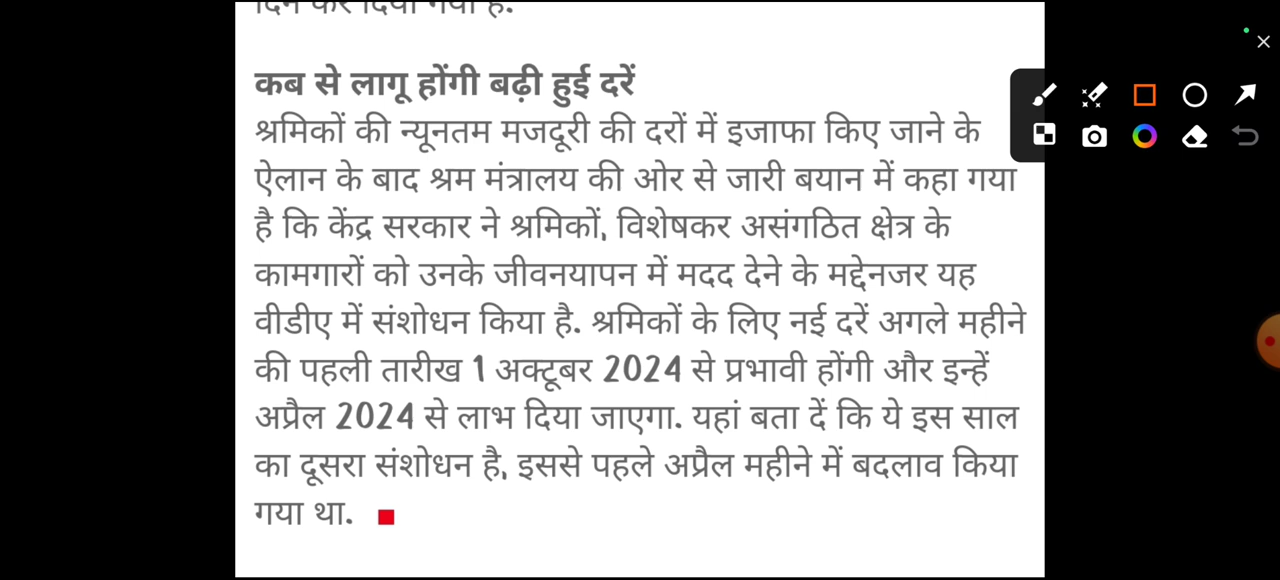 दिन कर दिया गया है.
कब से लागू होंगी बढ़ी हुई दरें
श्रमिकों की न्यूनतम मजदूरी की दरों में इजाफा किए जाने के
ऐलान के बाद श्रम मंत्रालय की ओर से जारी बयान में कहा गया
है कि केंद्र सरकार ने श्रमिकों, विशेषकर असंगठित क्षेत्र के
कामगारों को उनके जीवनयापन में मदद देने के मद्देनजर यह
वीडीए में संशोधन किया है. श्रमिकों के लिए नई दरें अगले महीने
की पहली तारीख 1 अक्टूबर 2024 से प्रभावी होंगी और इन्हें
अप्रैल 2024 से लाभ दिया जाएगा. यहां बता दें कि ये इस साल
का दूसरा संशोधन है, इससे पहले अप्रैल महीने में बदलाव किया
गया था.